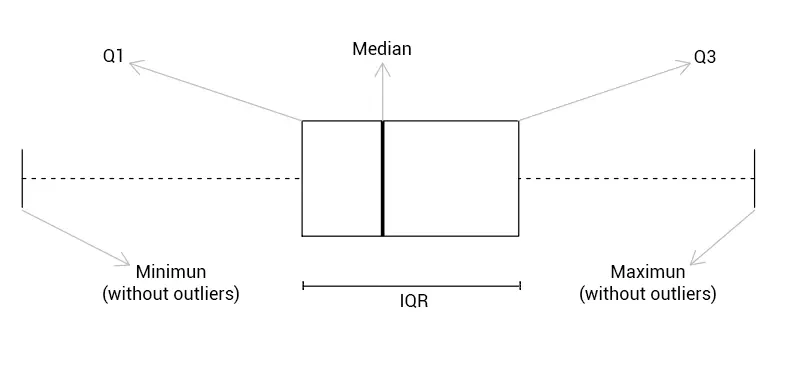 Median
Q1
Q3
Minimun
(without outliers)
Maximun
(without outliers)
IQR